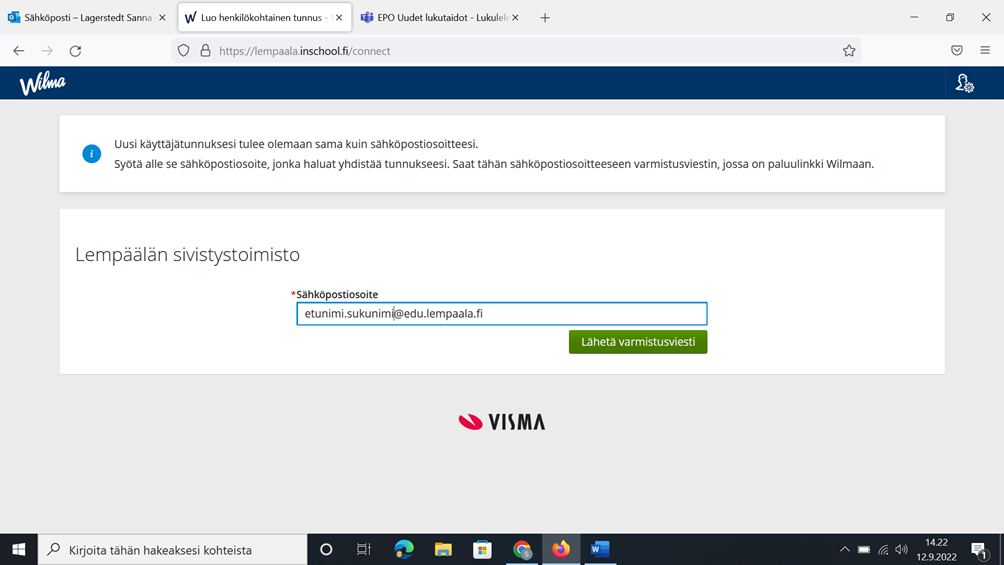 Sähköposti – Lagerstedt Sanna
Luo henkilökohtainen tunnus -
EPO Uudet lukutaidot - Lukulele
https://lempaala.inschool.fi/connect
Wilma
Uusi käyttäjätunnuksesi tulee olemaan sama kuin sähköpostiosoitteesi.
Syötä alle se sähköpostiosoite, jonka haluat yhdistää tunnukseesi. Saat tähän sähköpostiosoitteeseen varmistusviestin, jossa on paluulinkki Wilmaan.
Lempäälän sivistystoimisto
*Sähköpostiosoite
etunimi.sukunimi@edu.lempaala.fi
Lähetä varmistusviesti
VISMA
Kirjoita tähän hakeaksesi kohteista
14.22
12.9.2022
1